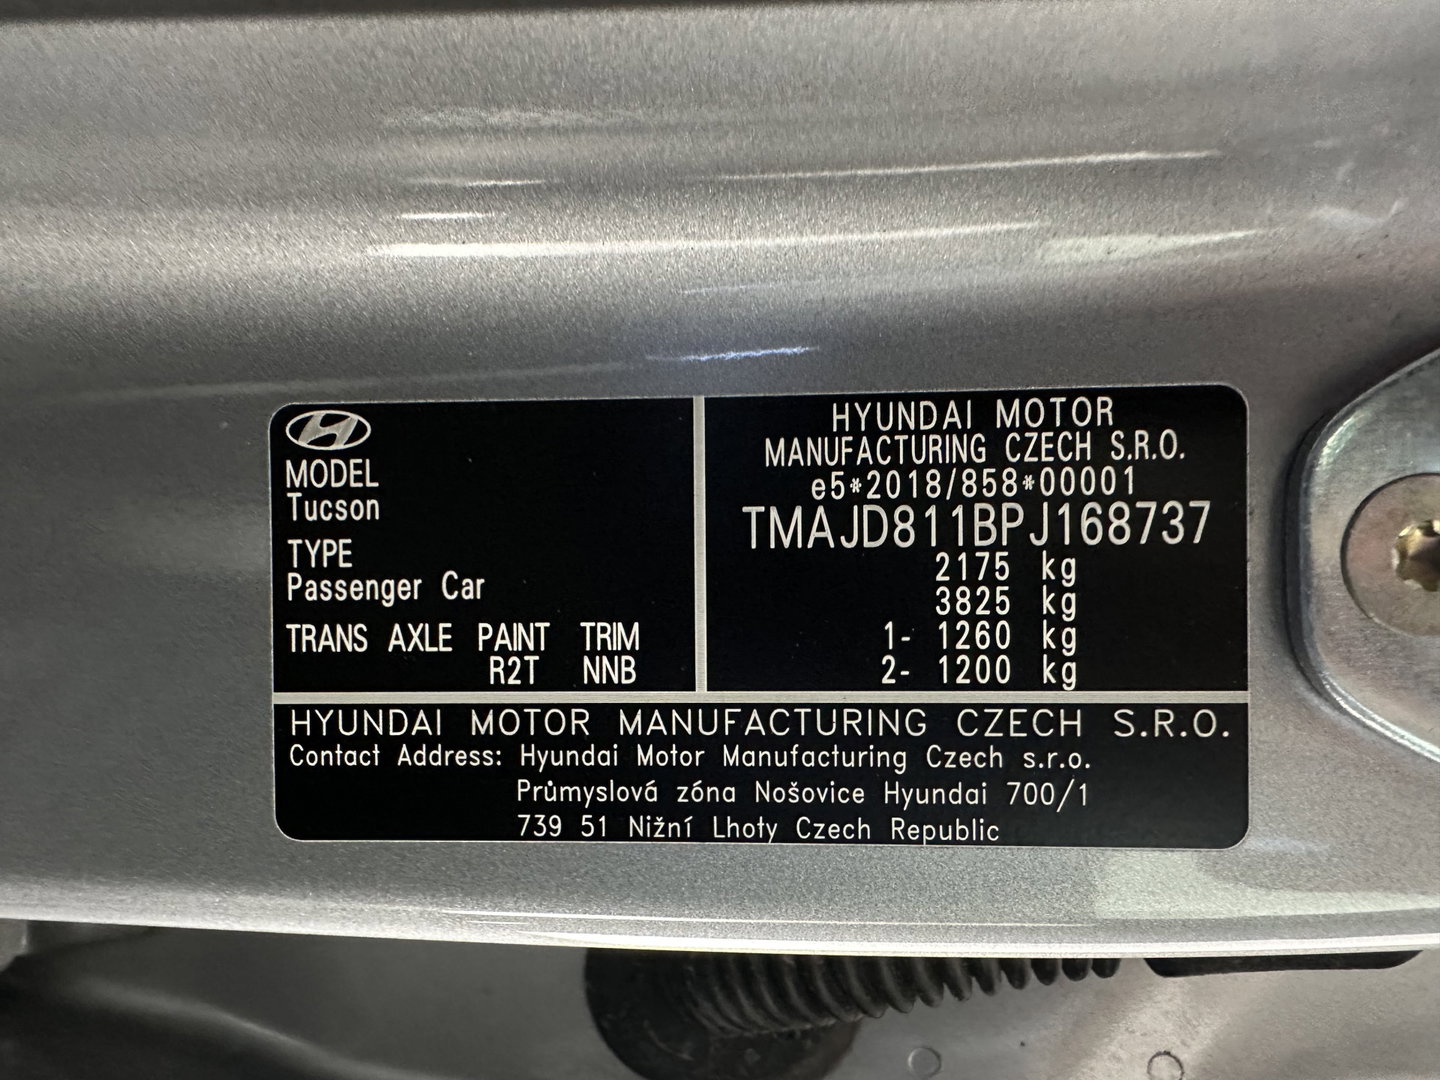 MODEL
Tucson
TYPE
Passenger Car
TRANS AXLE PAINT TRIM
R2T NNB
HYUNDAI MOTOR
MANUFACTURING CZECH S.R.O.
e5*2018/858*00001
TMAJD811BPJ168737
2175 kg
3825 kg
1- 1260 kg
2- 1200 kg
HYUNDAI MOTOR MANUFACTURING CZECH S.R.O.
Contact Address: Hyundai Motor Manufacturing Czech s.r.o.
Průmyslová zóna Nošovice Hyundai 700/1
739 51 Nižní Lhoty Czech Republic